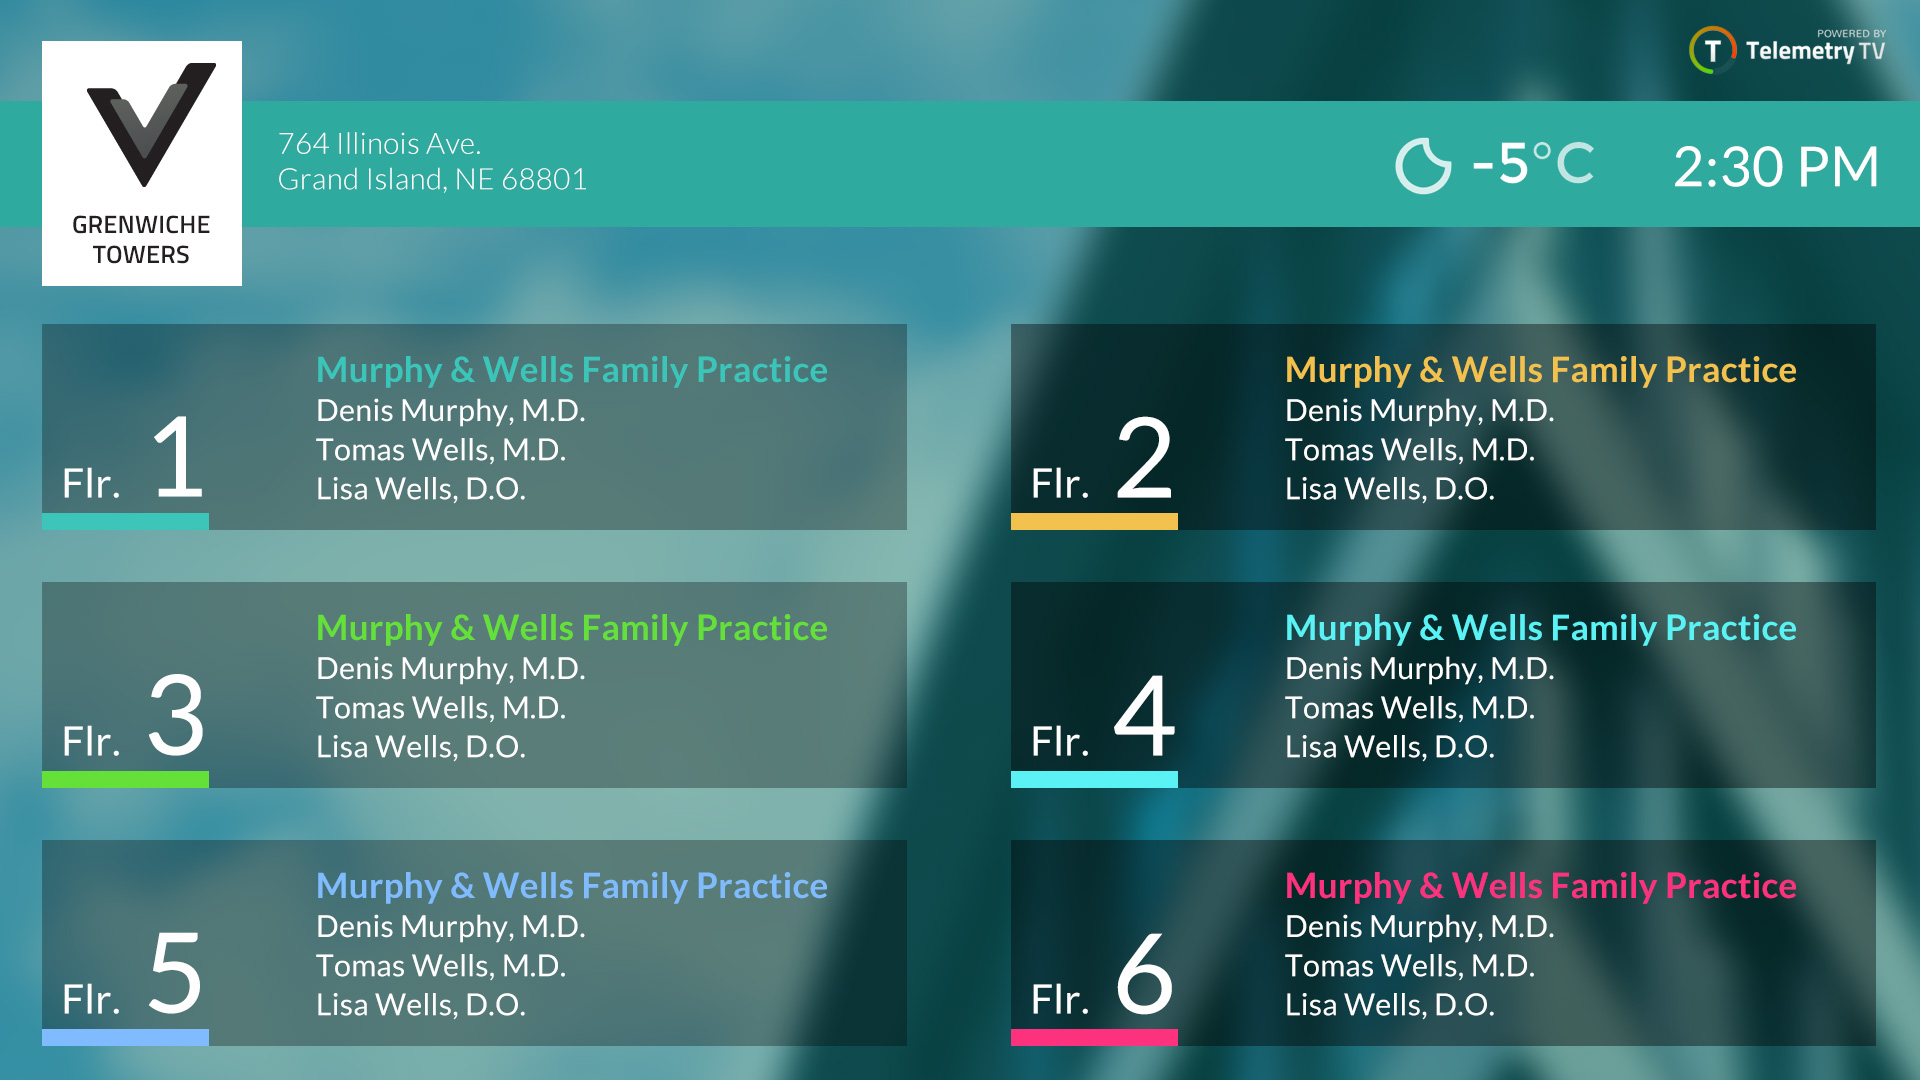 POWERED BY
T Telemetry TV
GRENWICHE
TOWERS
764 Illinois Ave.
Grand Island, NE 68801
-5°C
2:30 PM
Flr. 1
Murphy & Wells Family Practice
Denis Murphy, M.D.
Tomas Wells, M.D.
Lisa Wells, D.O.
Flr. 2
Murphy & Wells Family Practice
Denis Murphy, M.D.
Tomas Wells, M.D.
Lisa Wells, D.O.
Flr. 3
Murphy & Wells Family Practice
Denis Murphy, M.D.
Tomas Wells, M.D.
Lisa Wells, D.O.
Flr. 4
Murphy & Wells Family Practice
Denis Murphy, M.D.
Tomas Wells, M.D.
Lisa Wells, D.O.
Flr. 5
Murphy & Wells Family Practice
Denis Murphy, M.D.
Tomas Wells, M.D.
Lisa Wells, D.O.
Flr. 6
Murphy & Wells Family Practice
Denis Murphy, M.D.
Tomas Wells, M.D.
Lisa Wells, D.O.